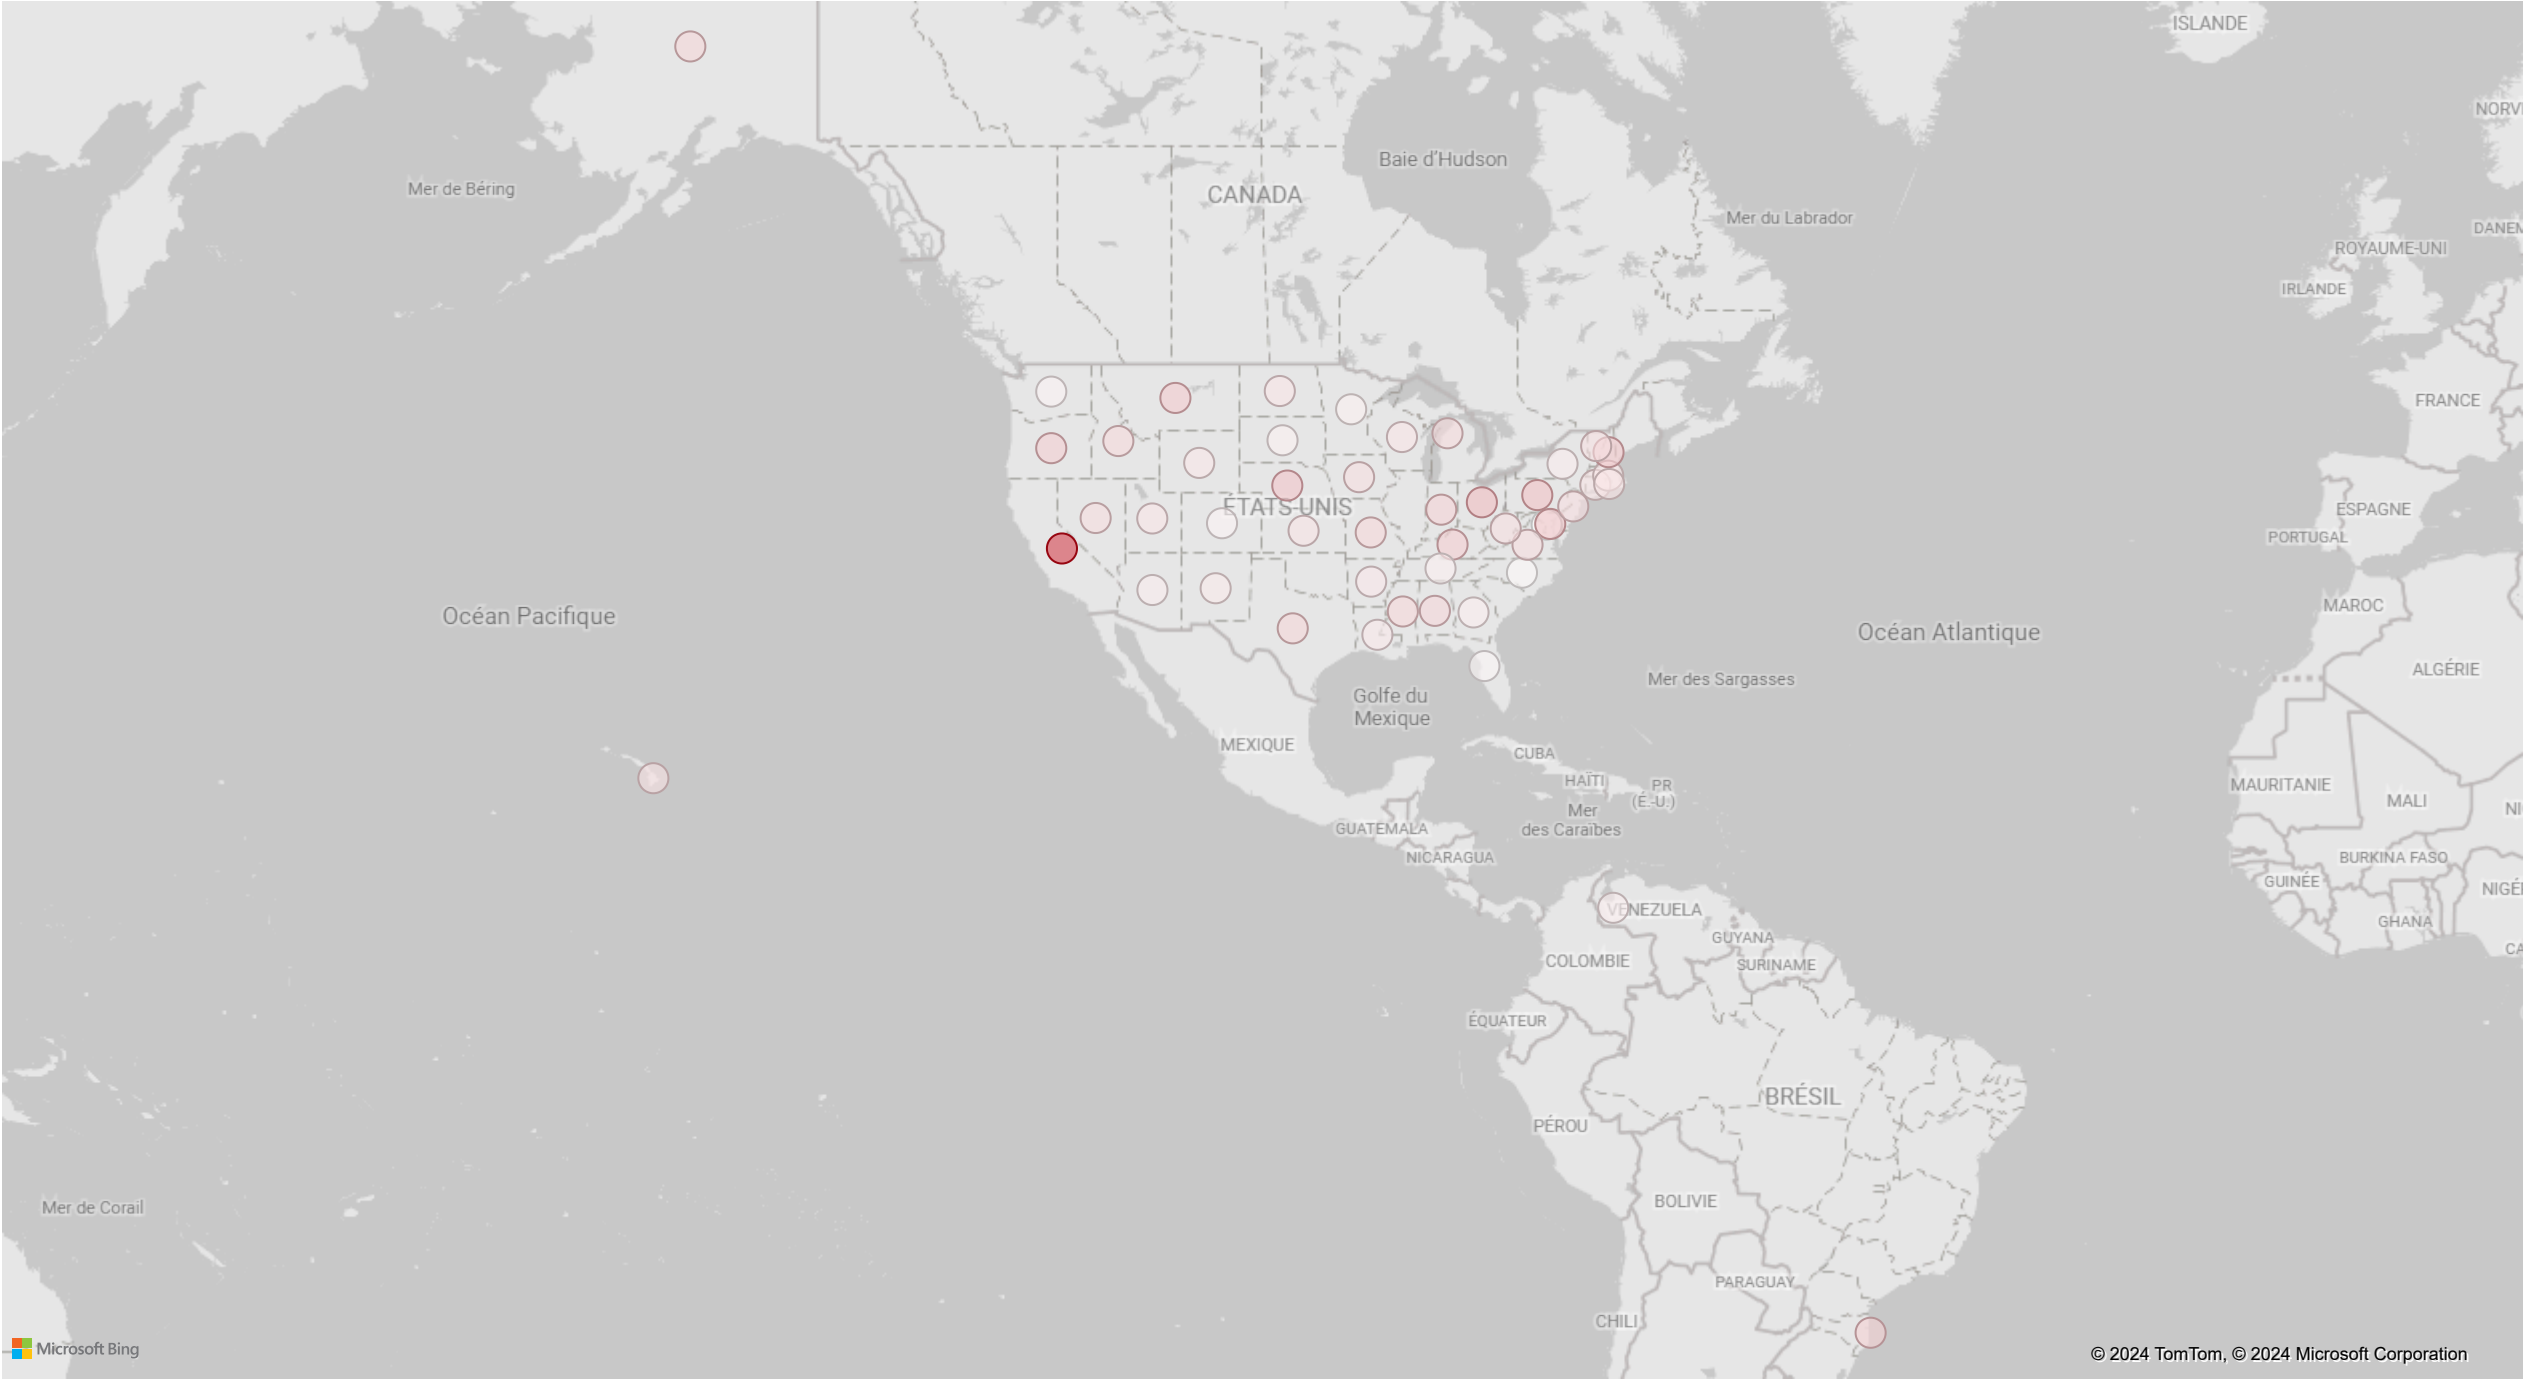 ISLANDE
NORV
Baie d'Hudson
Mer de Béring
CANADA
Mer du Labrador
DANEM
ROYAUME-UNI
IRLANDE
FRANCE
ÉTATS-UNIS
ESPAGNE
PORTUGAL
MAROC
Océan Pacifique
Océan Atlantique
ALGÉRIE
Mer des Sargasses
Golfe du
Mexique
MEXIQUE
CUBA
HAÏTI
PR
(É.-U.)
MAURITANIE
MALI
NI
Mer
des Caraïbes
GUATEMALA
NICARAGUA
BURKINA FASO
GUINÉE
NIGÉ
VENEZUELA
GHANA
GUYANA
CA
COLOMBIE
SURINAME
ÉQUATEUR
BRÉSIL
PÉROU
BOLIVIE
Mer de Corail
PARAGUAY
CHILI
Microsoft Bing
© 2024 TomTom, © 2024 Microsoft Corporation